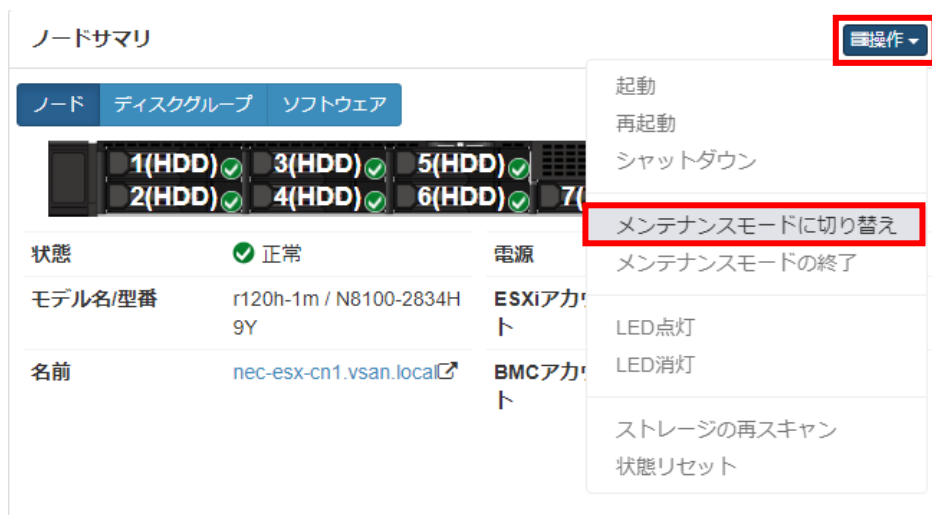 ノードサマリ
操作
ノード ディスクグループ ソフトウェア
起動
再起動
シャットダウン
メンテナンスモードに切り替え
メンテナンスモードの終了
LED点灯
LED消灯
ストレージの再スキャン
状態リセット
1(HDD) 3(HDD) 5(HDD)
2(HDD) 4(HDD) 6(HDD) 7(
状態 正常 電源
モデル名/型番 r120h-1m / N8100-2834H
9Y
ESXiアカ
ト
名前 nec-esx-cn1.vsan.local
BMCアカ
ト